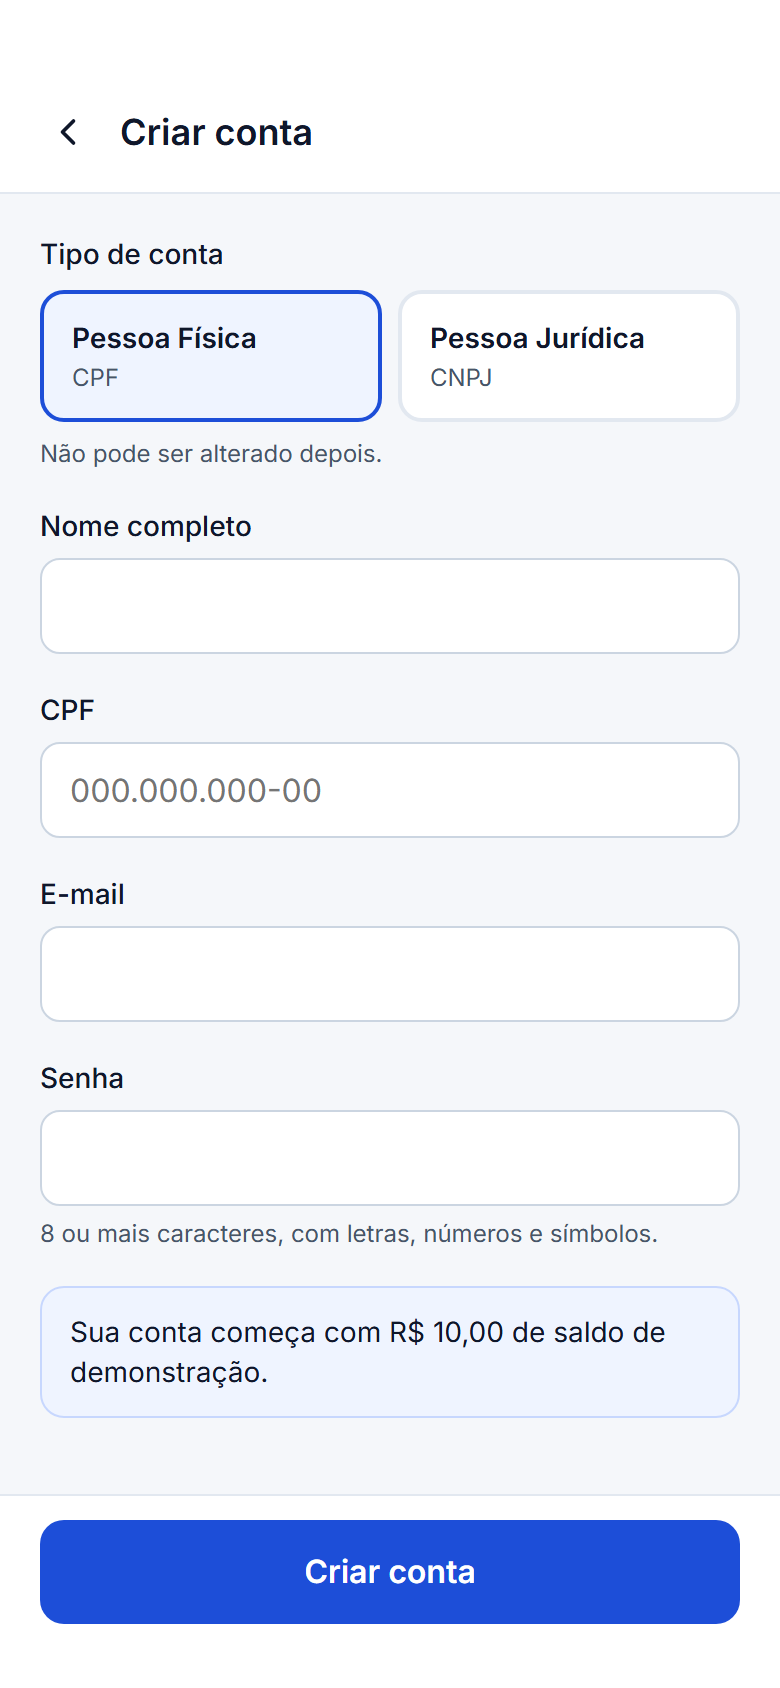 Criar conta
Tipo de conta
Pessoa Física
CPF
Pessoa Jurídica
CNPJ
Não pode ser alterado depois.
Nome completo
CPF
000.000.000-00
E-mail
Senha
8 ou mais caracteres, com letras, números e símbolos.
Sua conta começa com R$ 10,00 de saldo de
demonstração.
Criar conta